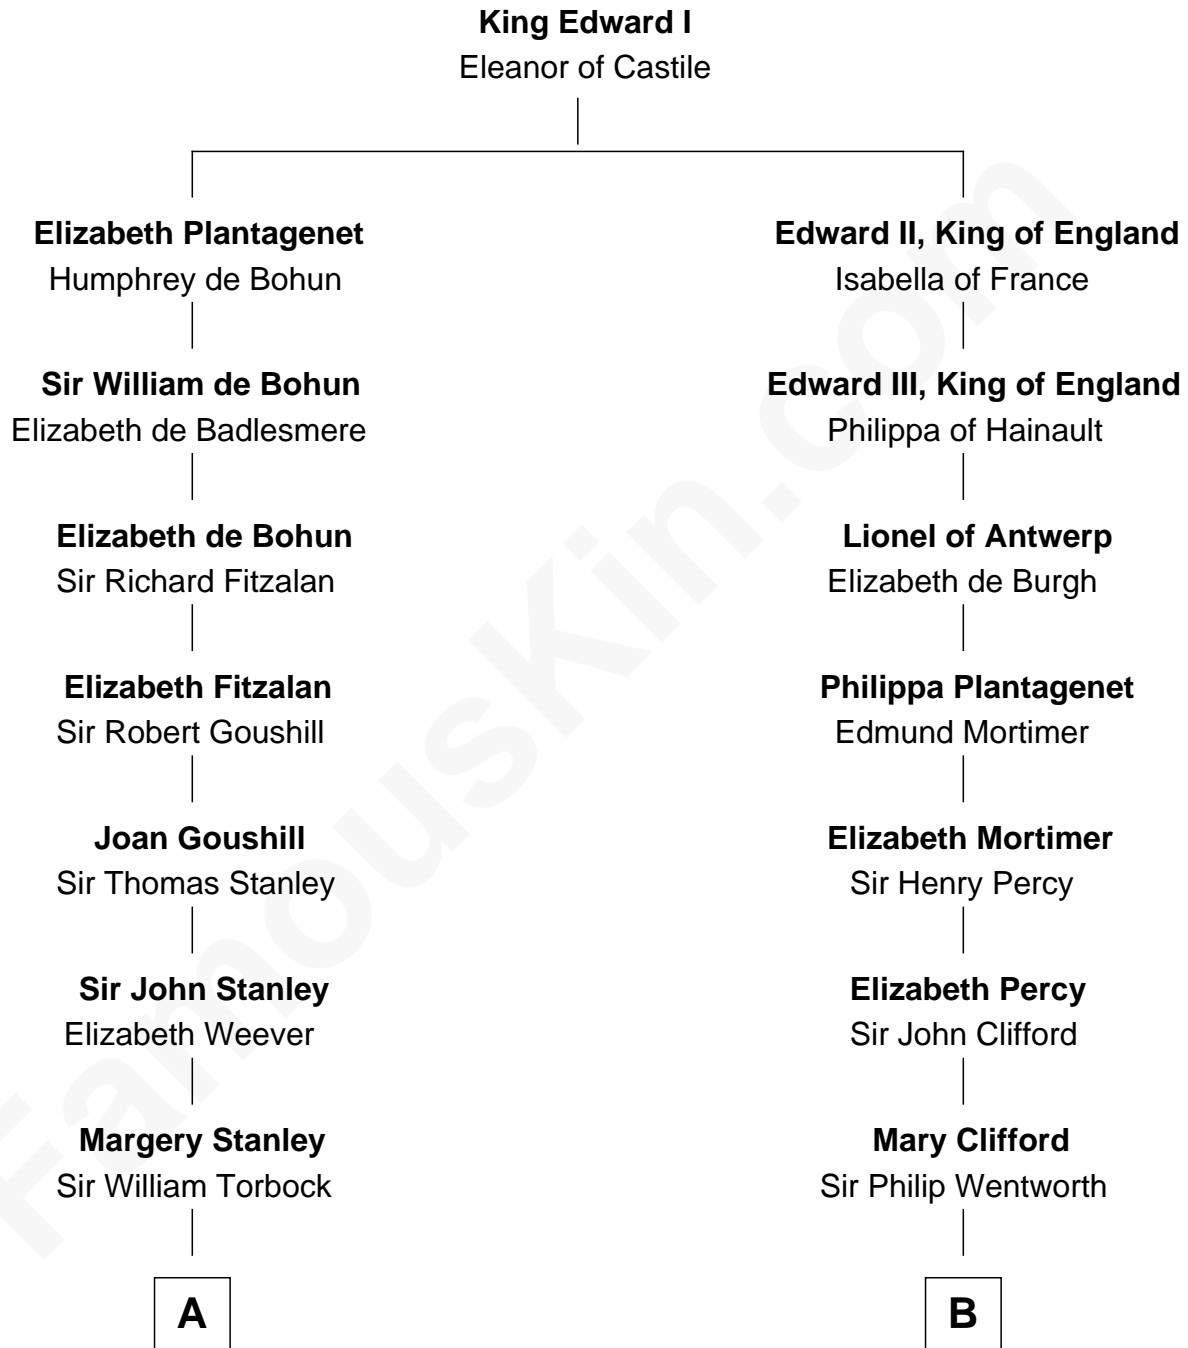 King Edward I
Eleanor of Castile
Elizabeth Plantagenet
Humphrey de Bohun
Edward II, King of England
Isabella of France
Sir William de Bohun
Elizabeth de Badlesmere
Edward III, King of England
Philippa of Hainault
Elizabeth de Bohun
Sir Richard Fitzalan
Lionel of Antwerp
Elizabeth de Burgh
Elizabeth Fitzalan
Sir Robert Goushill
Philippa Plantagenet
Edmund Mortimer
Joan Goushill
Sir Thomas Stanley
Elizabeth Mortimer
Sir Henry Percy
Sir John Stanley
Elizabeth Weever
Elizabeth Percy
Sir John Clifford
Margery Stanley
Sir William Torbock
Mary Clifford
Sir Philip Wentworth
A
B
FamousKin.com